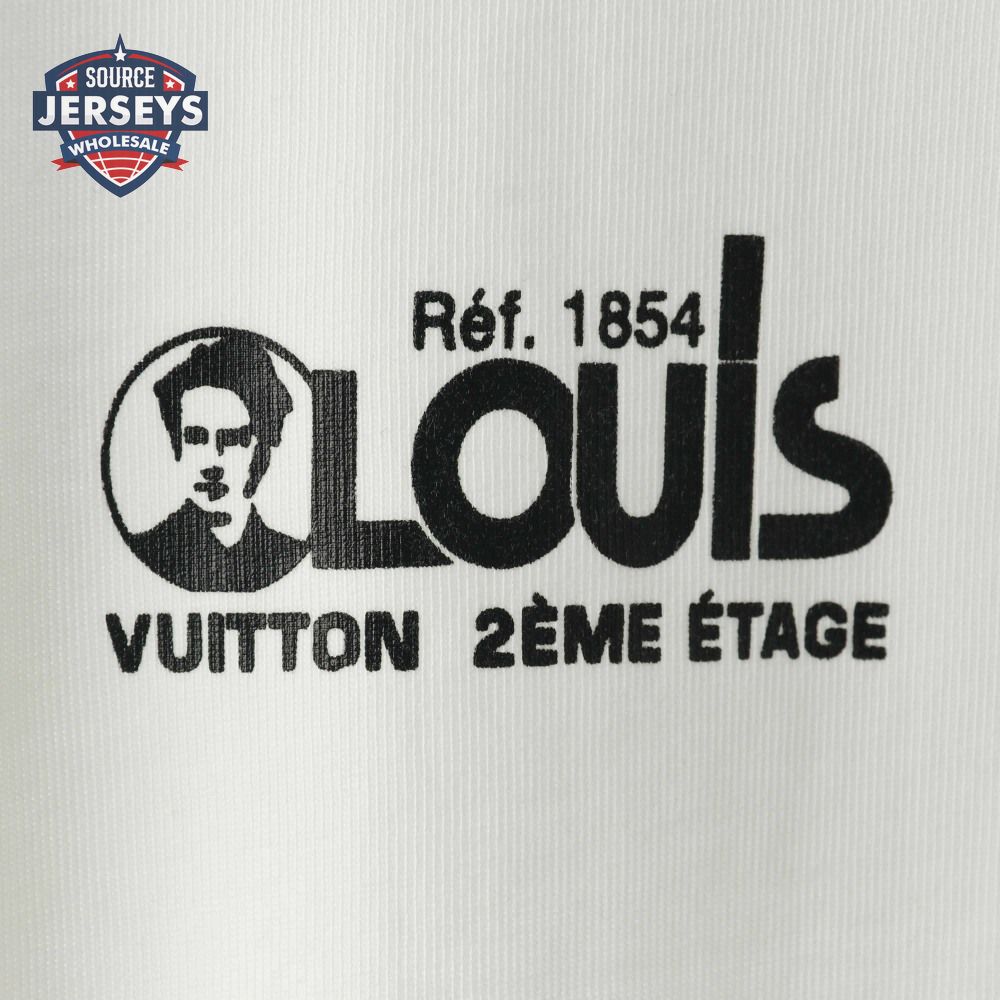 SOURCE
JERSEYS
WHOLESALE
Réf. 1854
LOUIS
VUITTON 2ÈME ÉTAGE